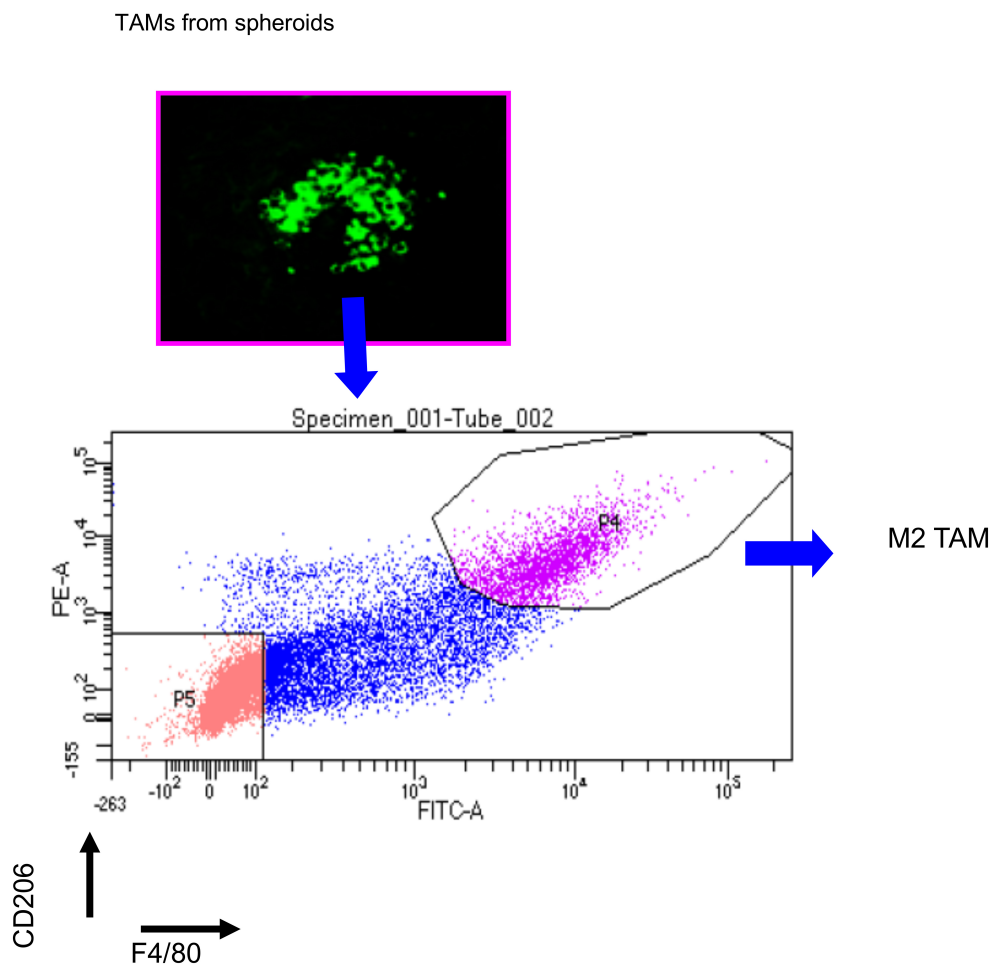 TAMs from spheroids
Specimen_001-Tube_002
10^5
10^4
10^3
10^2
0
-155
PE-A
P4
P5
M2 TAM
-263
-10^2
0
10^2
10^3
10^4
10^5
FITC-A
CD206
F4/80